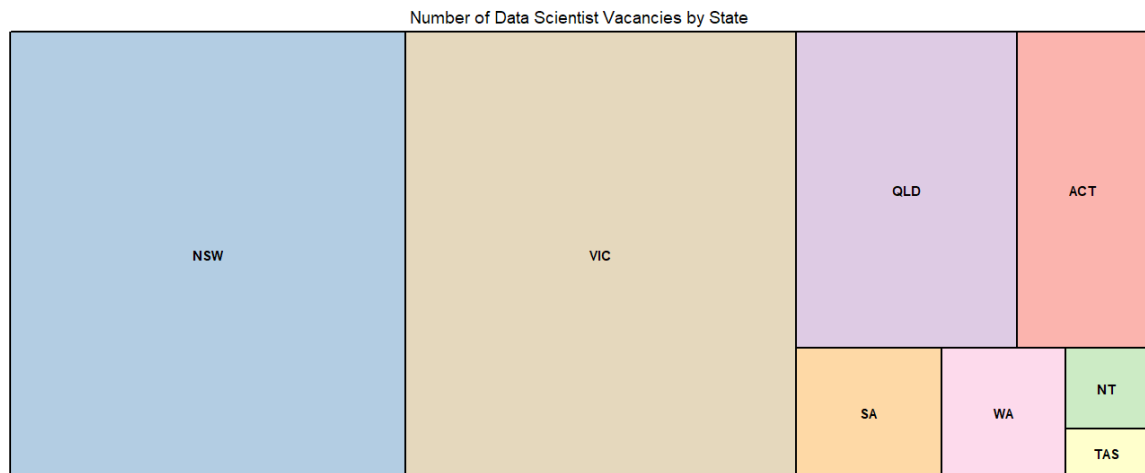 Number of Data Scientist Vacancies by State
NSW
VIC
QLD
ACT
SA
WA
NT
TAS